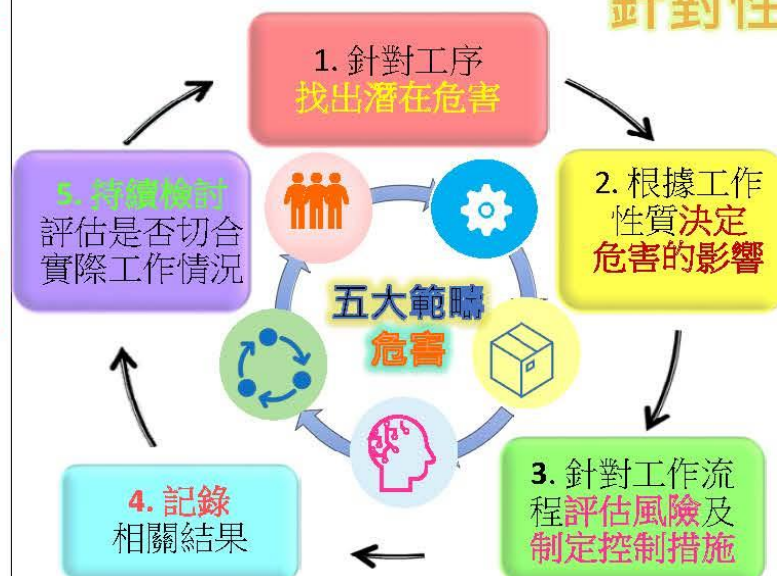 針對性
1. 針對工序
找出潛在危害
2. 根據工作
性質決定
危害的影響
3. 針對工作流
程評估風險及
制定控制措施
4. 記錄
相關結果
5. 持續檢討
評估是否切合
實際工作情況
五大範疇
危害